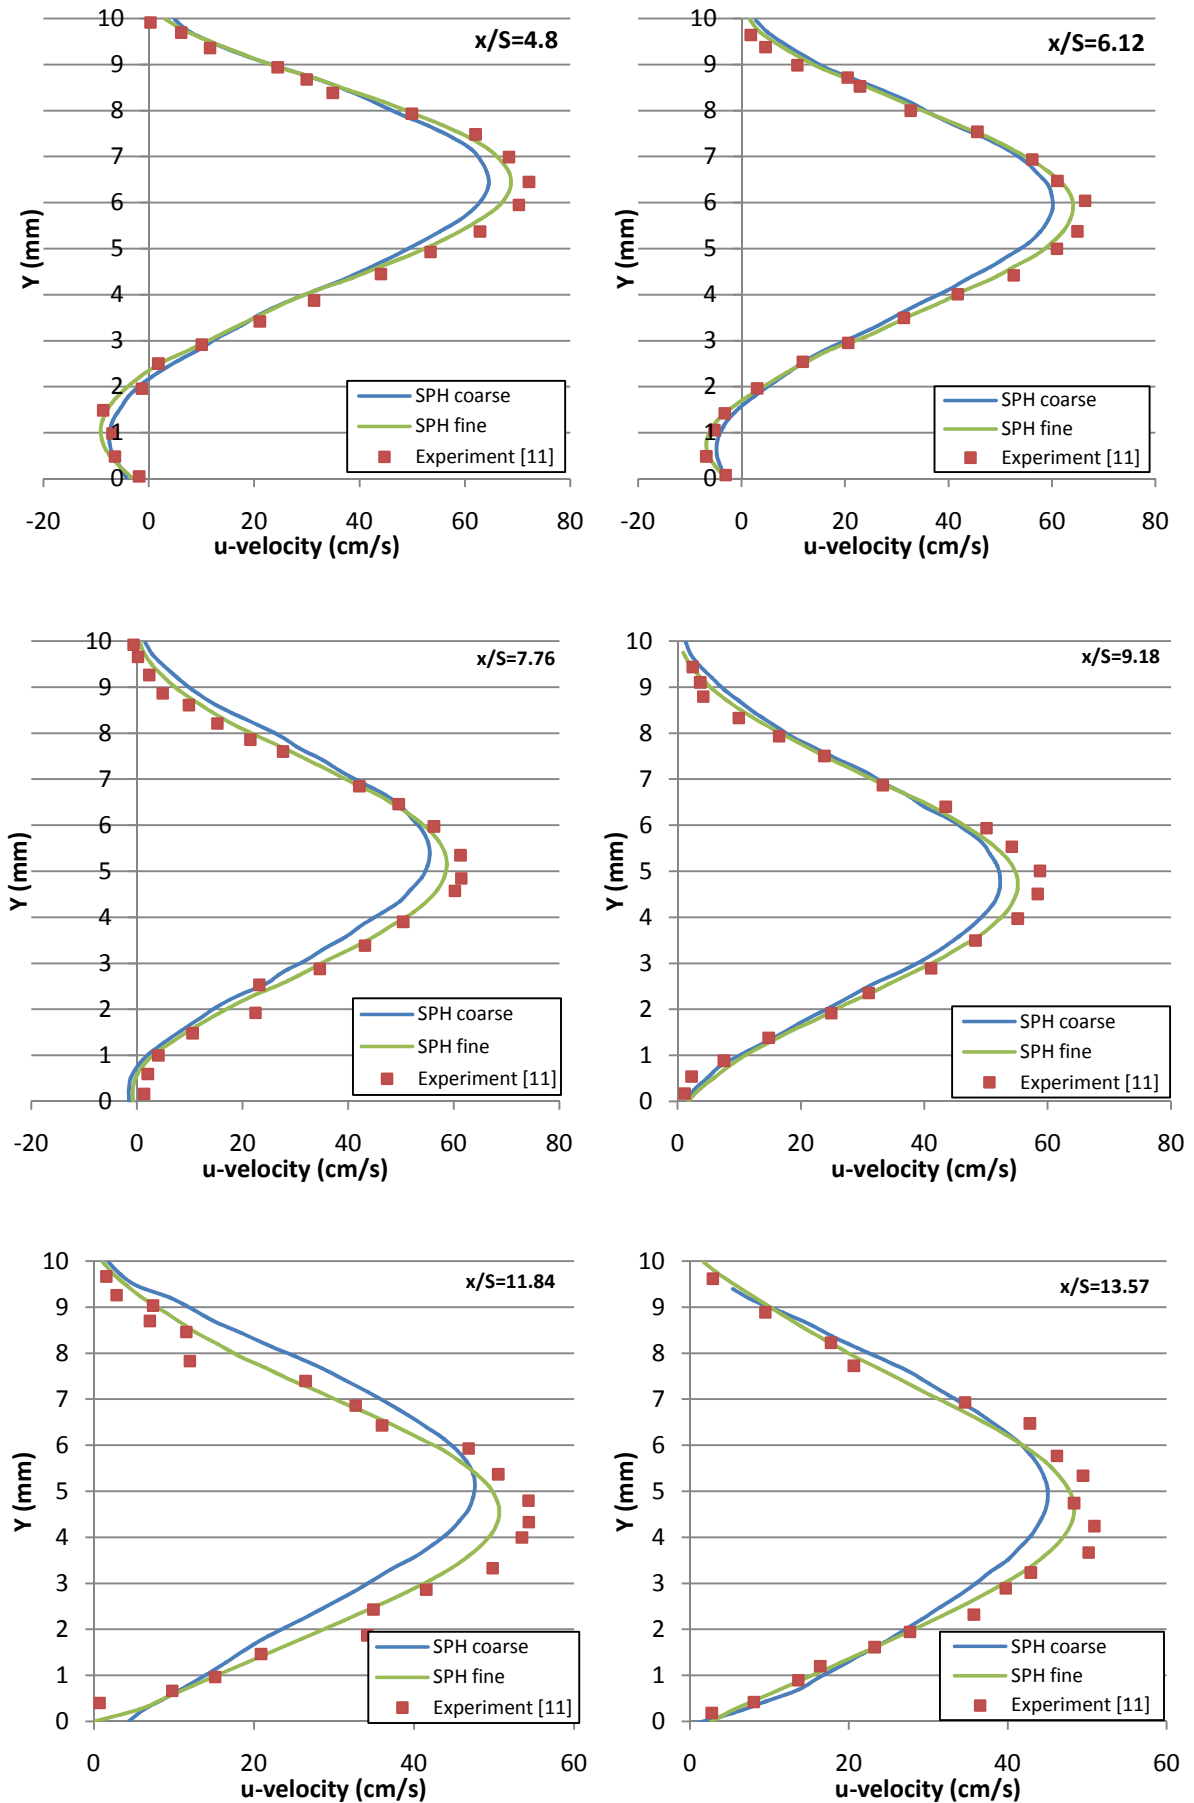 x/S=4.8
10
9
8
7
6
5
4
3
2
1
0
Y (mm)
SPH coarse
SPH fine
Experiment [11]
-20 0 20 40 60 80
u-velocity (cm/s)
x/S=6.12
10
9
8
7
6
5
4
3
2
1
0
Y (mm)
SPH coarse
SPH fine
Experiment [11]
-20 0 20 40 60 80
u-velocity (cm/s)
x/S=7.76
10
9
8
7
6
5
4
3
2
1
0
Y (mm)
SPH coarse
SPH fine
Experiment [11]
-20 0 20 40 60 80
u-velocity (cm/s)
x/S=9.18
10
9
8
7
6
5
4
3
2
1
0
Y (mm)
SPH coarse
SPH fine
Experiment [11]
0 20 40 60 80
u-velocity (cm/s)
x/S=11.84
10
9
8
7
6
5
4
3
2
1
0
Y (mm)
SPH coarse
SPH fine
Experiment [11]
0 20 40 60
u-velocity (cm/s)
x/S=13.57
10
9
8
7
6
5
4
3
2
1
0
Y (mm)
SPH coarse
SPH fine
Experiment [11]
0 20 40 60
u-velocity (cm/s)